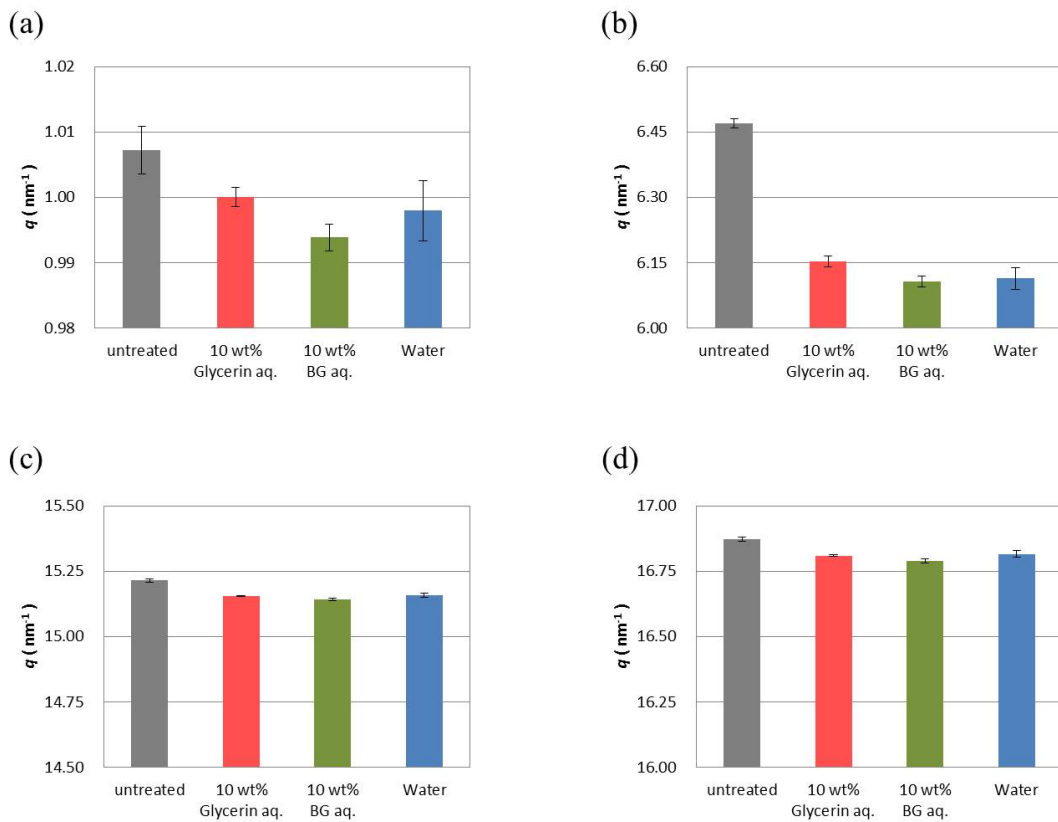 (a)
1.02
1.01
1.00
0.99
0.98
q ( nm-1 )
untreated
10 wt%
Glycerin aq.
10 wt%
BG aq.
Water
(b)
6.60
6.45
6.30
6.15
6.00
q ( nm-1 )
untreated
10 wt%
Glycerin aq.
10 wt%
BG aq.
Water
(c)
15.50
15.25
15.00
14.75
14.50
q ( nm-1 )
untreated
10 wt%
Glycerin aq.
10 wt%
BG aq.
Water
(d)
17.00
16.75
16.50
16.25
16.00
q ( nm-1 )
untreated
10 wt%
Glycerin aq.
10 wt%
BG aq.
Water